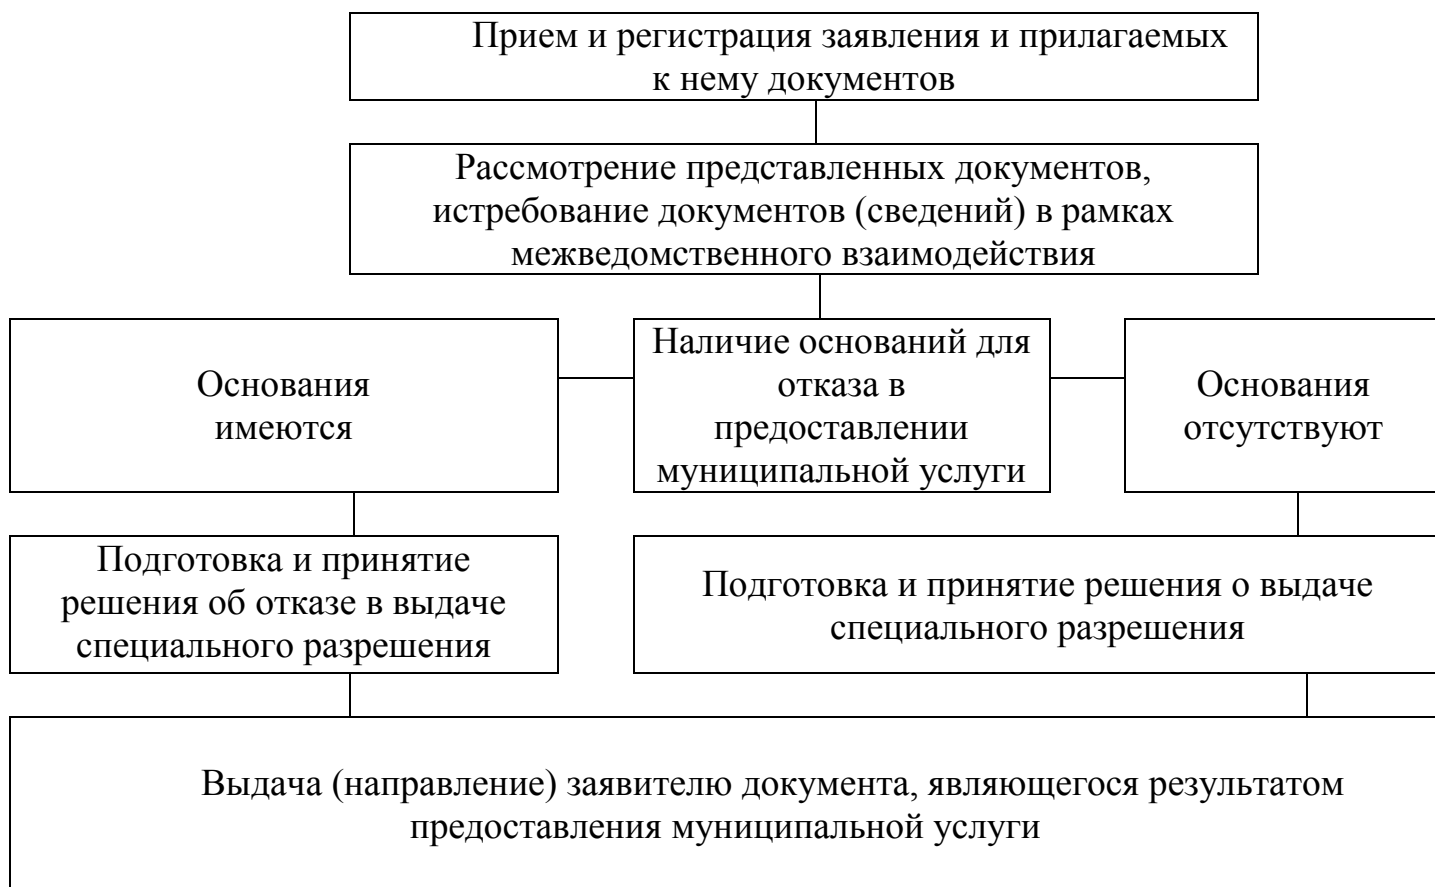 Прием и регистрация заявления и прилагаемых
к нему документов
Рассмотрение представленных документов,
истребование документов (сведений) в рамках
межведомственного взаимодействия
Основания
имеются
Наличие оснований для
отказа в
предоставлении
муниципальной услуги
Основания
отсутствуют
Подготовка и принятие
решения об отказе в выдаче
специального разрешения
Подготовка и принятие решения о выдаче
специального разрешения
Выдача (направление) заявителю документа, являющегося результатом
предоставления муниципальной услуги